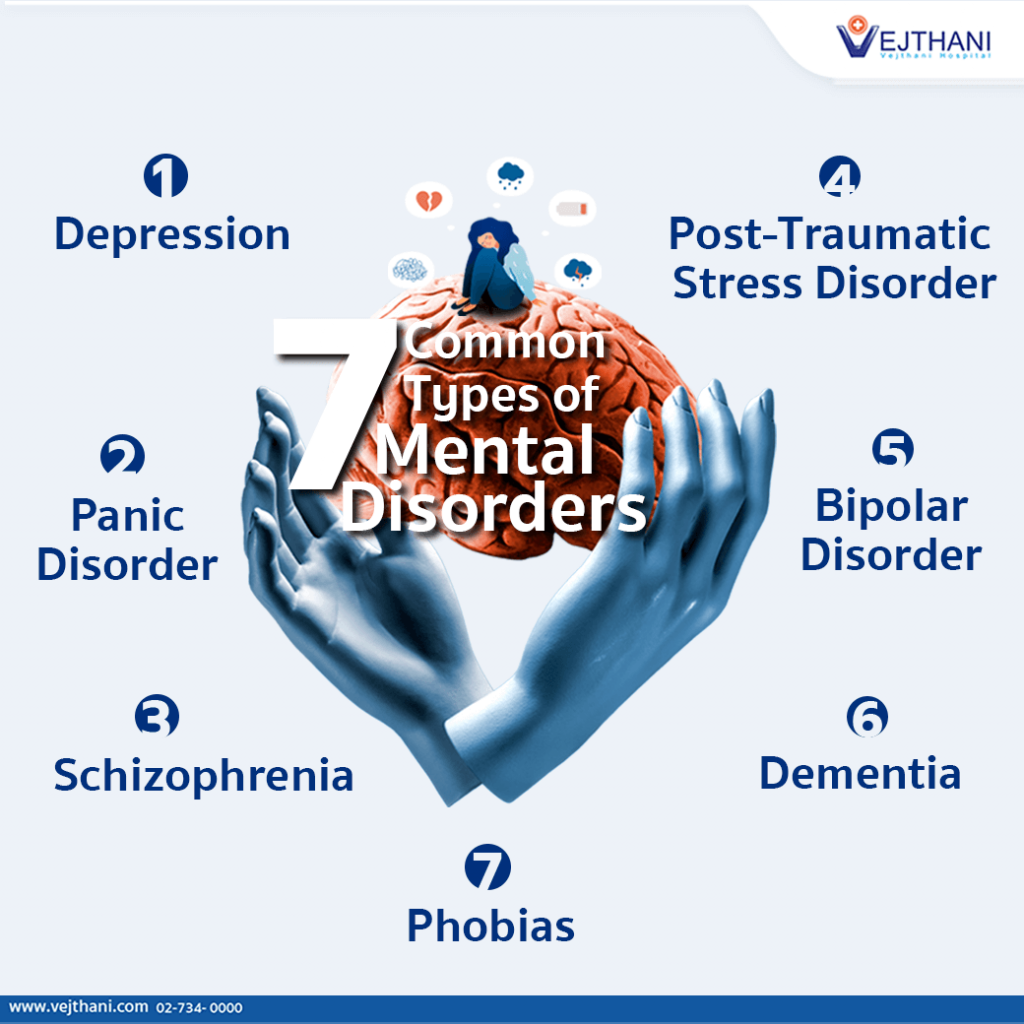 VEJTHANI
Vejthani Hospital
7
Common
Types of
Mental
Disorders
1
Depression
2
Panic
Disorder
3
Schizophrenia
4
Post-Traumatic
Stress Disorder
5
Bipolar
Disorder
6
Dementia
7
Phobias
www.vejthani.com 02-734- 0000